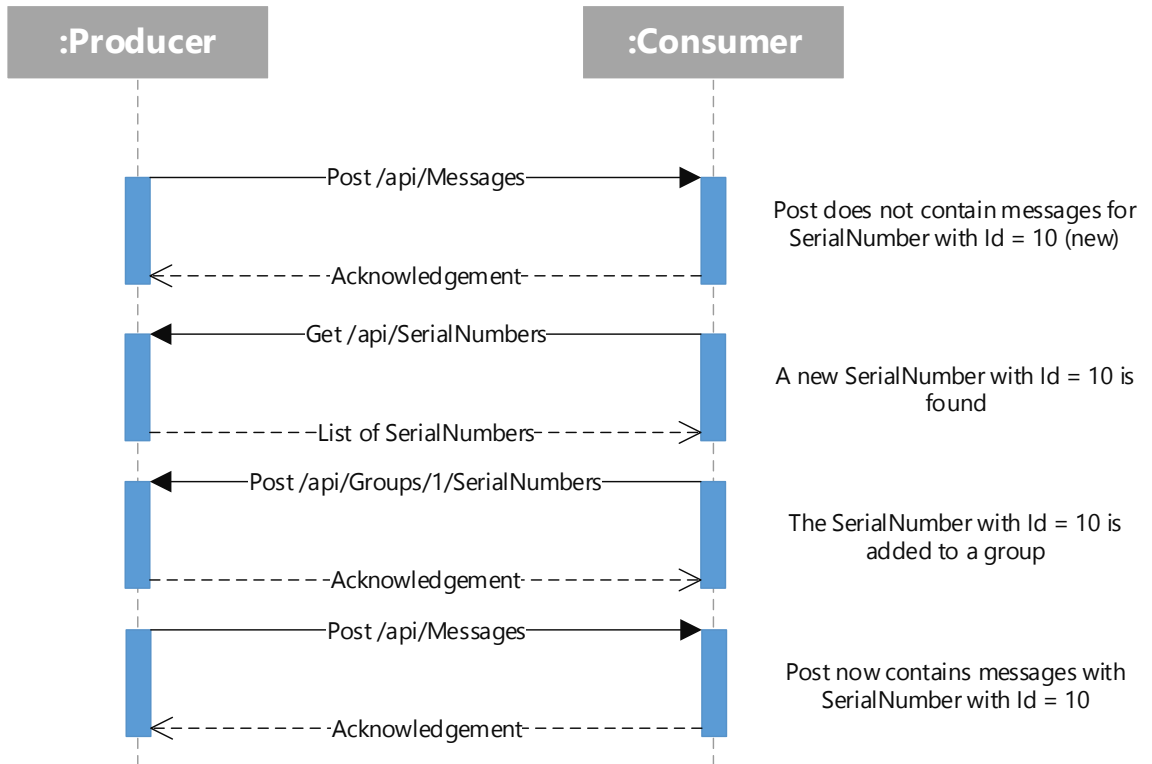 :Producer
:Consumer
Post /api/Messages
Post does not contain messages for
SerialNumber with Id = 10 (new)
Acknowledgement
Get /api/SerialNumbers
A new SerialNumber with Id = 10 is
found
List of SerialNumbers
Post /api/Groups/1/SerialNumbers
The SerialNumber with Id = 10 is
added to a group
Acknowledgement
Post /api/Messages
Post now contains messages with
SerialNumber with Id = 10
Acknowledgement